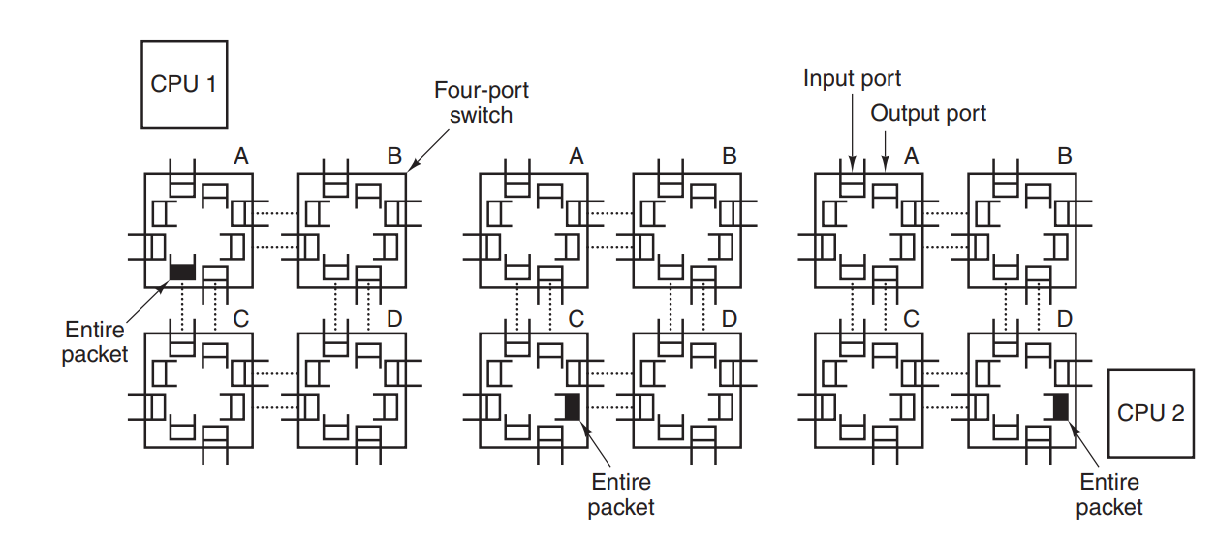 CPU 1
Four-port
switch
Input port
Output port
A
B
A
B
A
B
Entire
packet
C
D
C
D
C
D
CPU 2
Entire
packet
Entire
packet